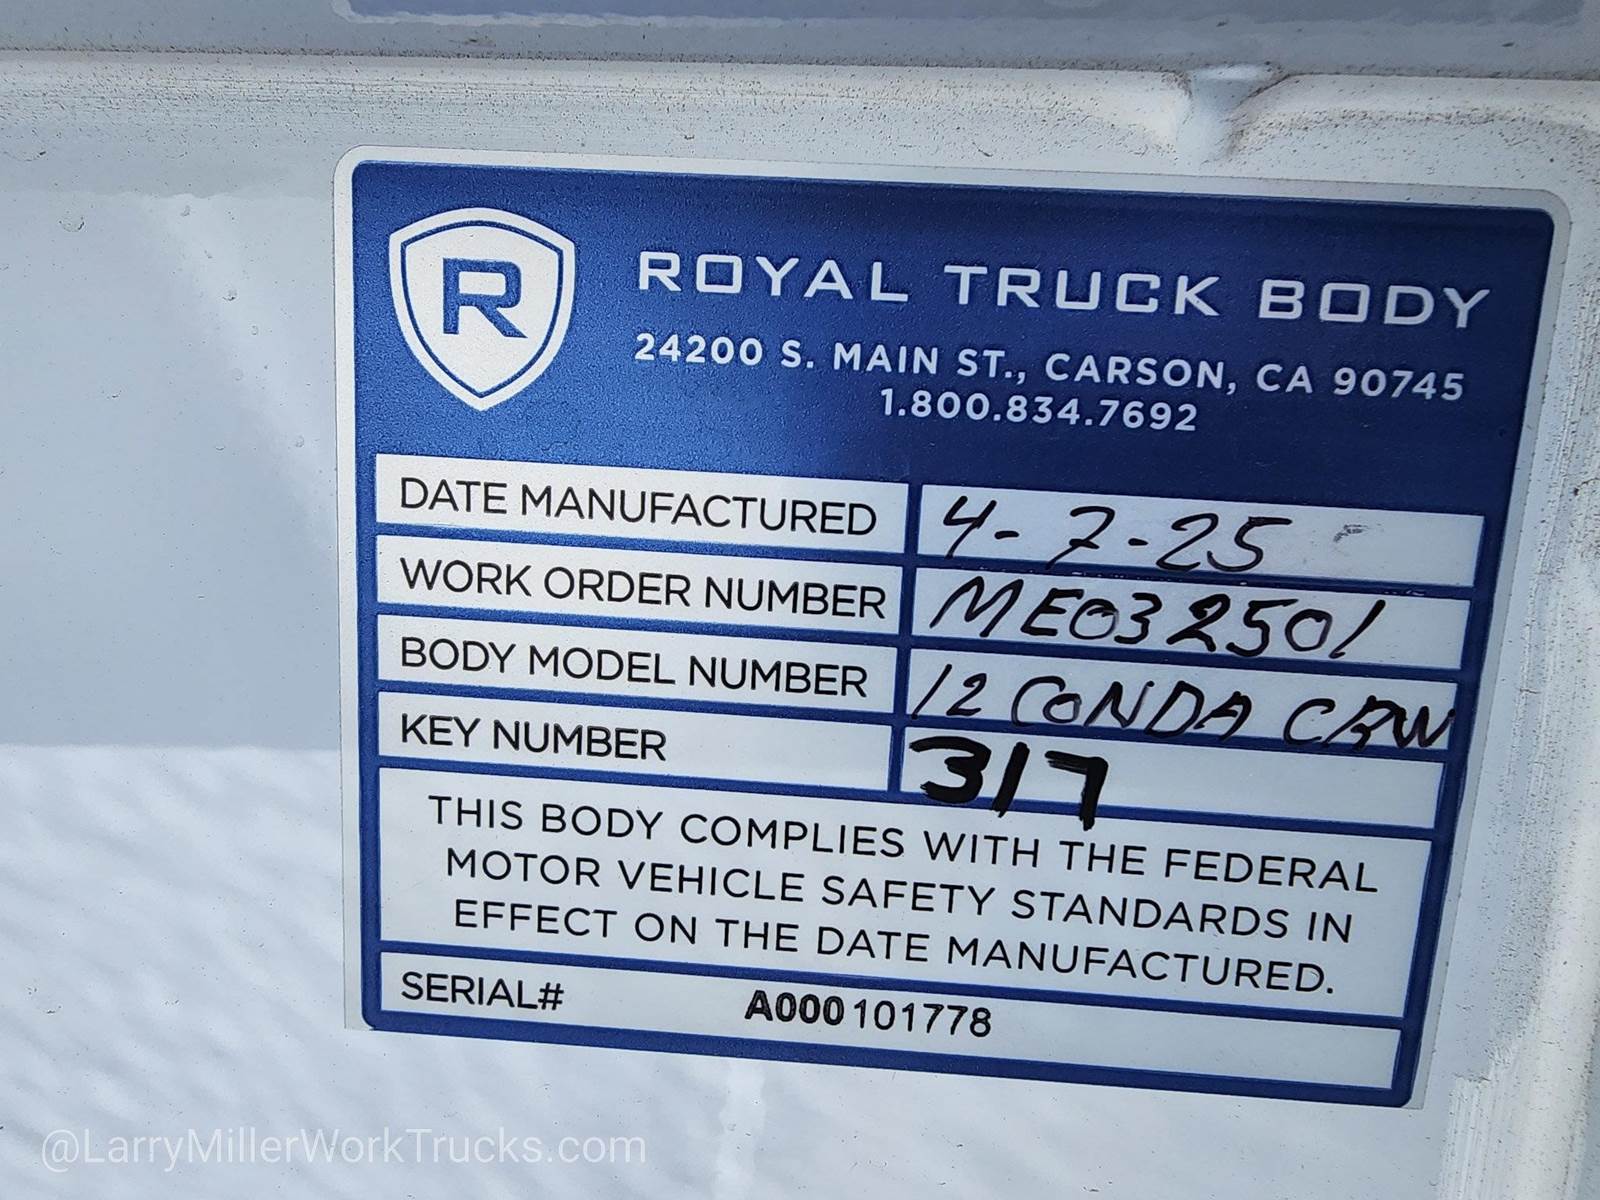 R
ROYAL TRUCK BODY
24200 S. MAIN ST., CARSON, CA 90745
1.800.834.7692
DATE MANUFACTURED 4-7-25
WORK ORDER NUMBER ME032501
BODY MODEL NUMBER 12 CONDA CRW
KEY NUMBER 317
THIS BODY COMPLIES WITH THE FEDERAL
MOTOR VEHICLE SAFETY STANDARDS IN
EFFECT ON THE DATE MANUFACTURED.
SERIAL# A000101778
@LarryMillerWorkTrucks.com